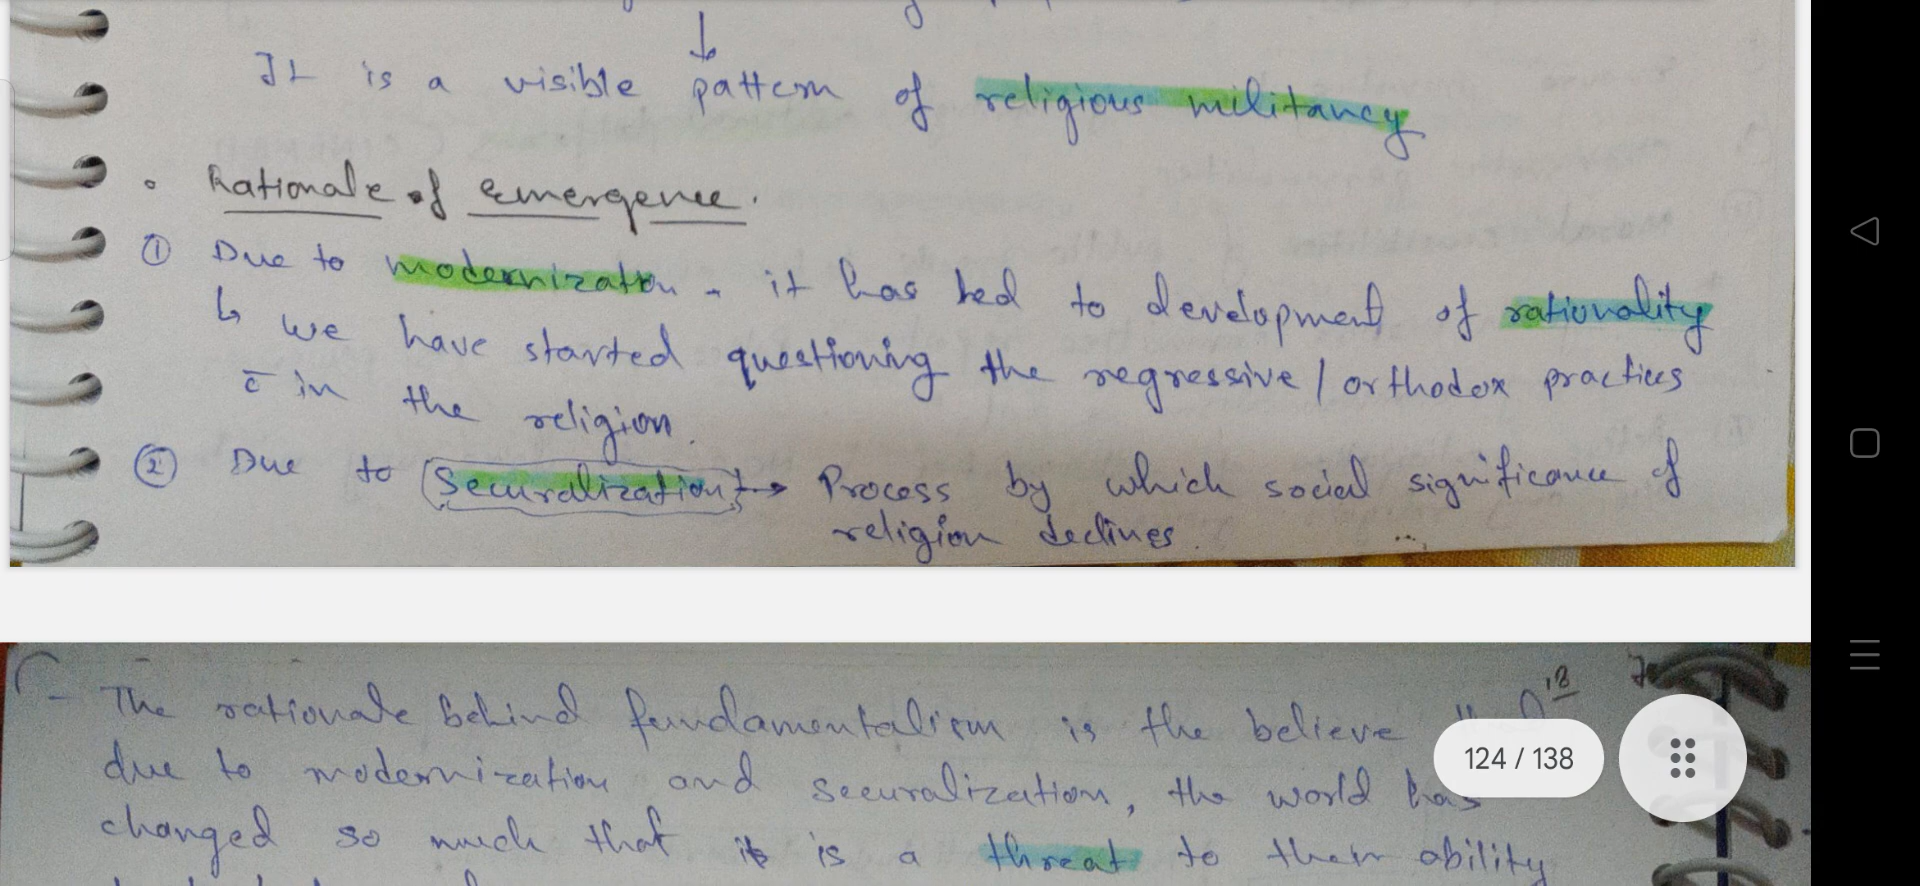 It is a visible pattern of religious militancy
Rationale of emergence.
① Due to modernizatn - it has led to development of rationality
↳ we have started questioning the regressive / orthodox practices
c̄ in the religion.
② Due to Securalization → Process by which social significance of
religion declines.
- The rationale behind fundamentalism is the believe
due to modernization and securalization, the world has
124 / 138
changed so much that it is a threat to their ability